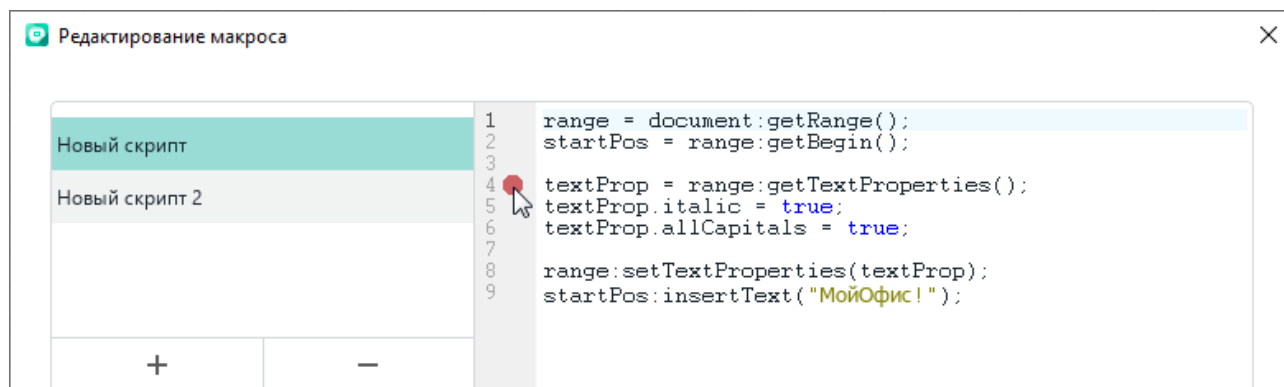 Редактирование макроса
Новый скрипт
Новый скрипт 2
1 range = document:getRange();
2 startPos = range:getBegin();
3
4 textProp = range:getTextProperties();
5 textProp.italic = true;
6 textProp.allCapitals = true;
7
8 range:setTextProperties(textProp);
9 startPos:insertText("МойОфис!");
+ −